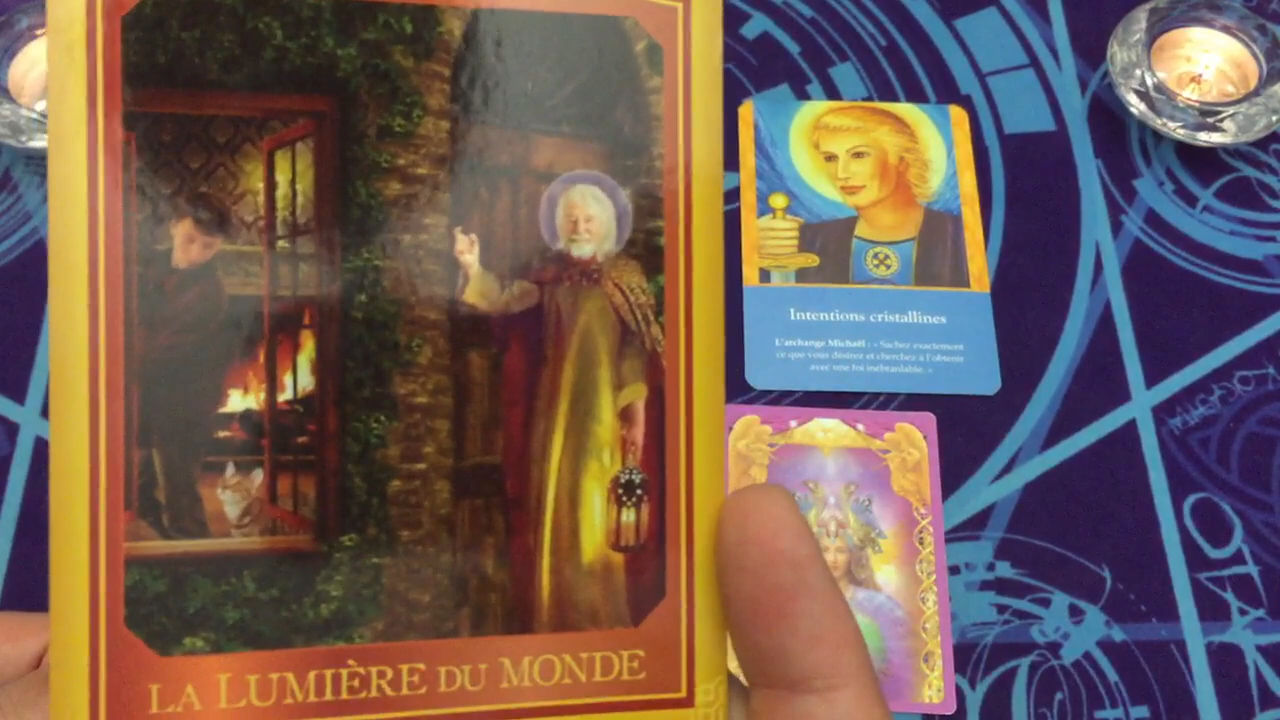 LA LUMIÈRE DU MONDE
Intentions cristallines
L'archange Michaël : « Sachez exactement
ce que vous désirez et cherchez à l'obtenir
avec une foi inébranlable. »